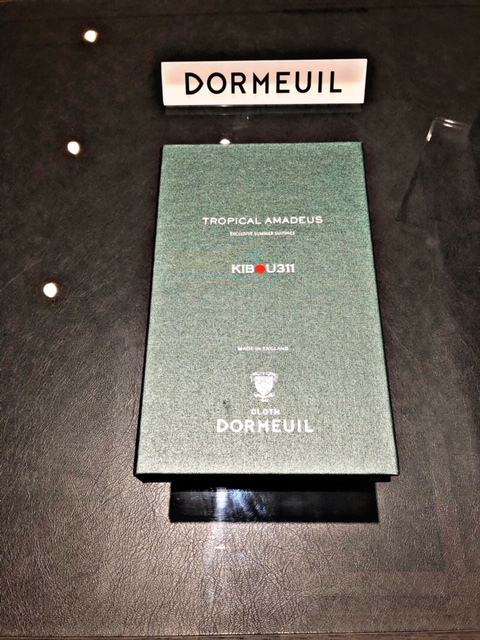 DORMEUIL
TROPICAL AMADEUS
EXCLUSIVE SUMMER SUITINGS
KIBOU311
MADE IN ENGLAND
CLOTH
DORMEUIL